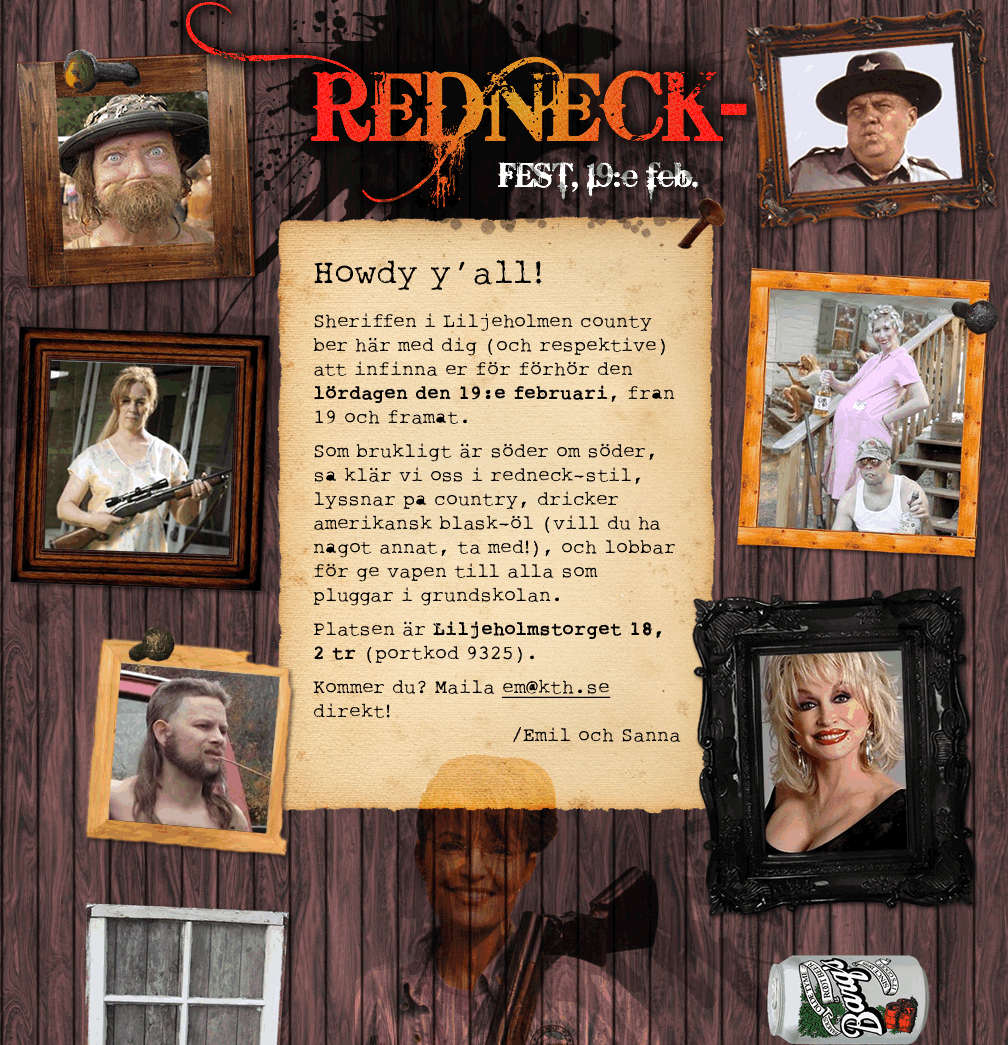 REDNECK-
FEST, 19:e feb.
Howdy y'all!
Sheriffen i Liljeholmen county
ber här med dig (och respektive)
att infinna er för förhör den
lördagen den 19:e februari, fran
19 och framat.
Som brukligt är söder om söder,
sa klär vi oss i redneck-stil,
lyssnar pa country, dricker
amerikansk blask-öl (vill du ha
nagot annat, ta med!), och lobbar
för ge vapen till alla som
pluggar i grundskolan.
Platsen är Liljeholmstorget 18,
2 tr (portkod 9325).
Kommer du? Maila em@kth.se
direkt!
/Emil och Sanna
Barq's